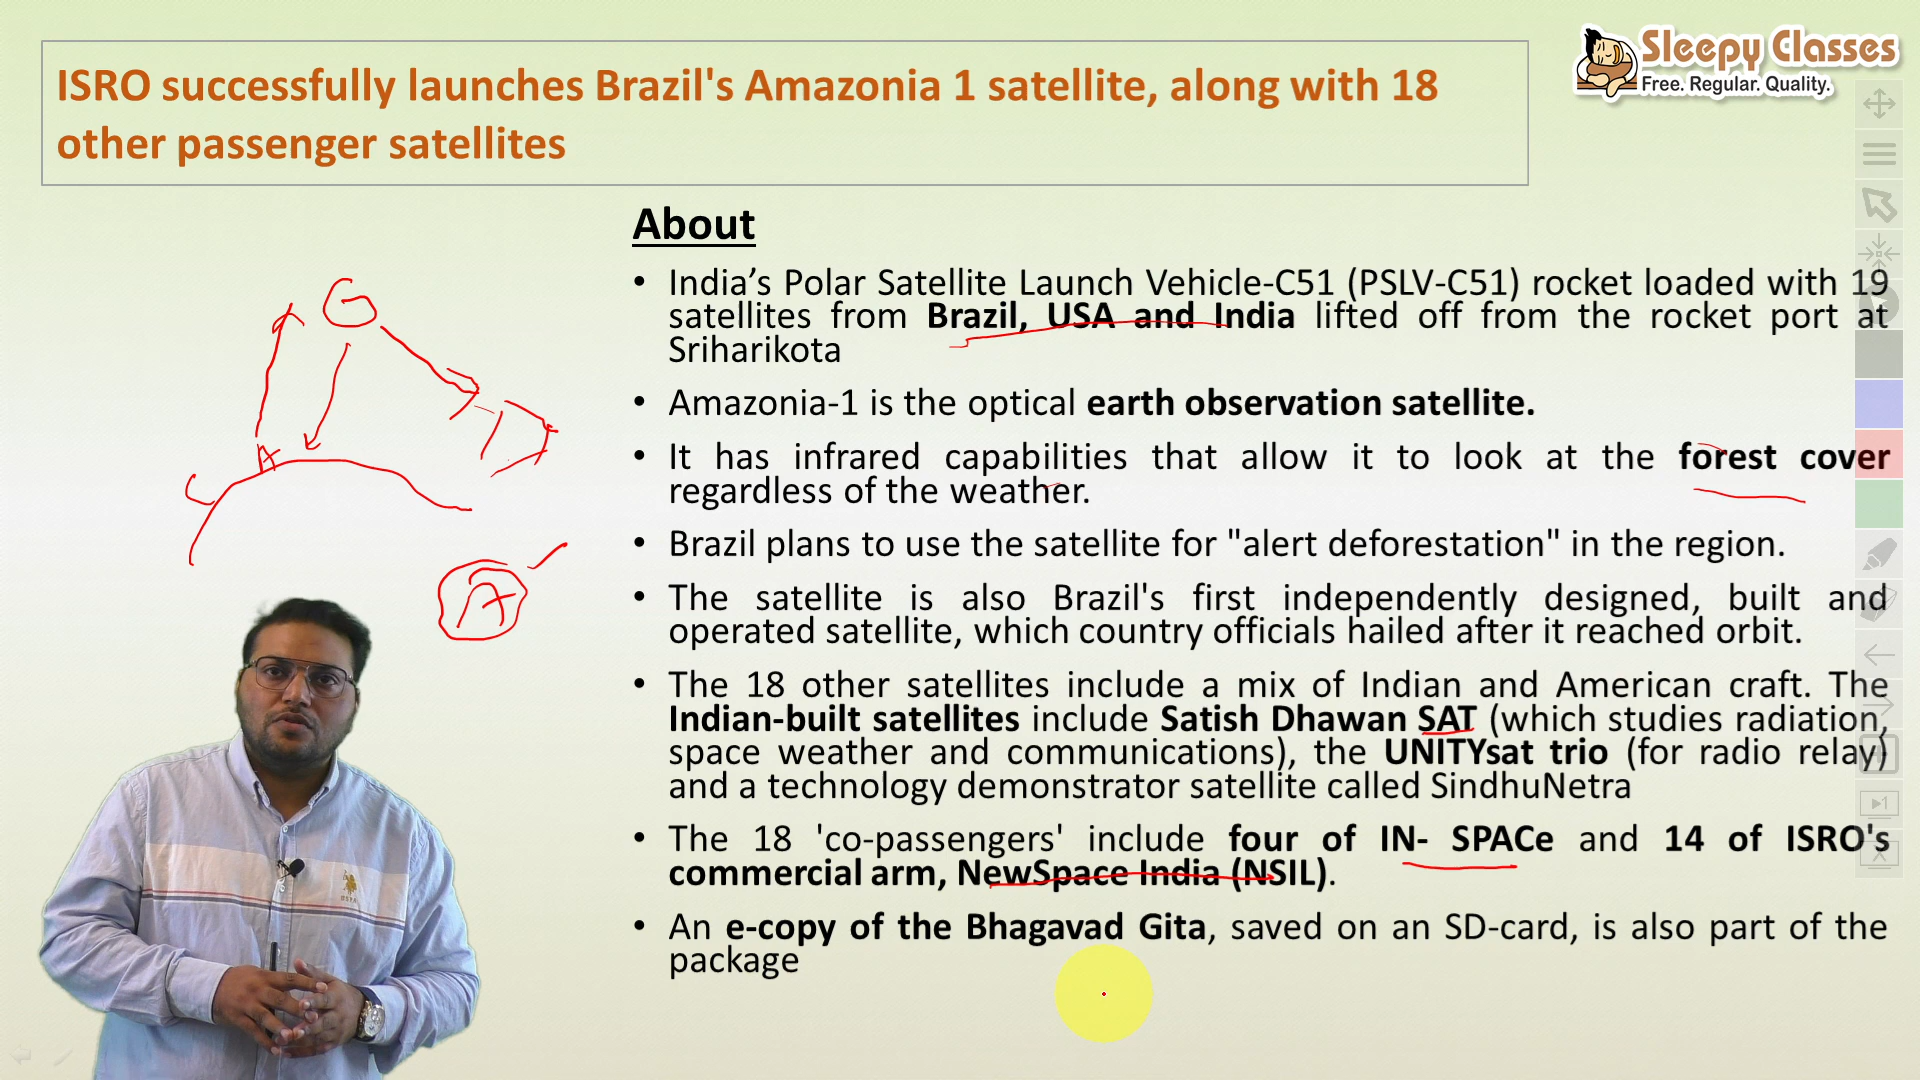 ISRO successfully launches Brazil's Amazonia 1 satellite, along with 18
other passenger satellites
Sleepy Classes
Free. Regular. Quality.
About
• India’s Polar Satellite Launch Vehicle-C51 (PSLV-C51) rocket loaded with 19
satellites from Brazil, USA and India lifted off from the rocket port at
Sriharikota
• Amazonia-1 is the optical earth observation satellite.
• It has infrared capabilities that allow it to look at the forest cover
regardless of the weather.
• Brazil plans to use the satellite for "alert deforestation" in the region.
• The satellite is also Brazil's first independently designed, built and
operated satellite, which country officials hailed after it reached orbit.
• The 18 other satellites include a mix of Indian and American craft. The
Indian-built satellites include Satish Dhawan SAT (which studies radiation,
space weather and communications), the UNITYsat trio (for radio relay)
and a technology demonstrator satellite called SindhuNetra
• The 18 'co-passengers' include four of IN- SPACe and 14 of ISRO's
commercial arm, NewSpace India (NSIL).
• An e-copy of the Bhagavad Gita, saved on an SD-card, is also part of the
package
G
A
A